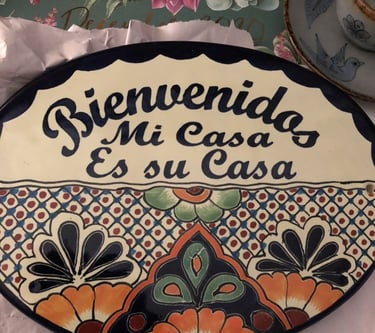 Bienvenidos
Mi Casa
Es su Casa